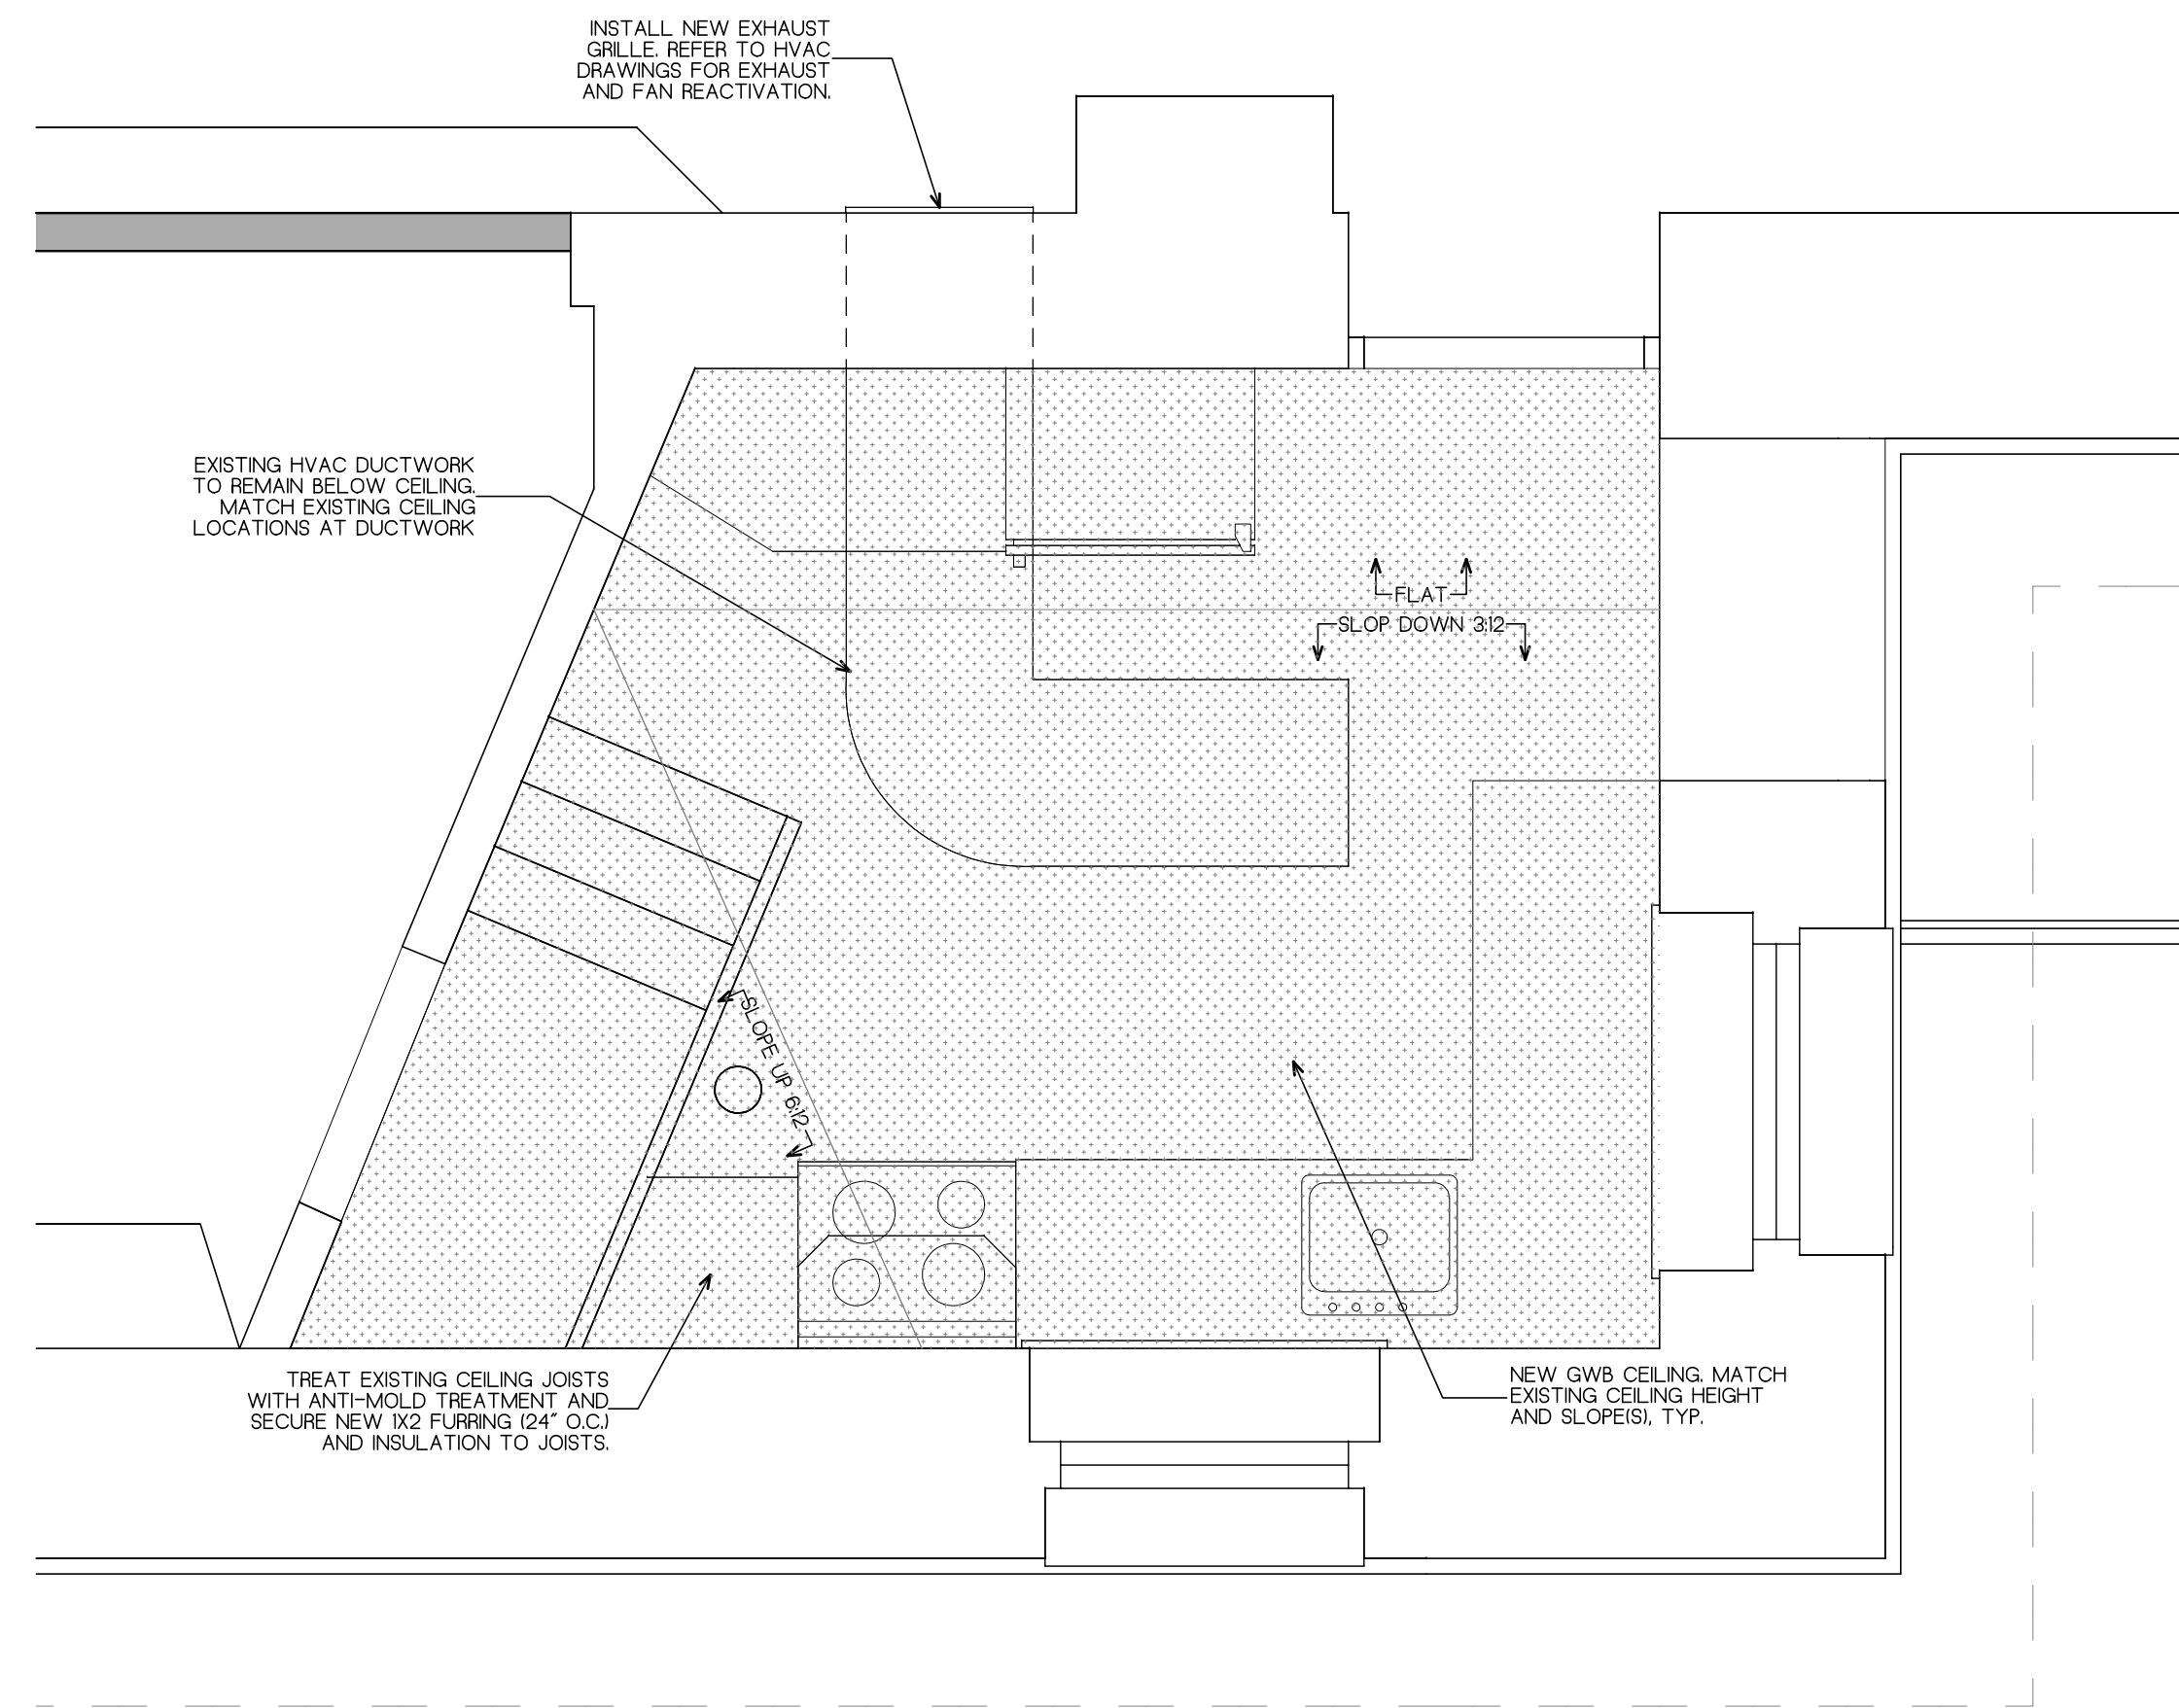 INSTALL NEW EXHAUST
GRILLE. REFER TO HVAC
DRAWINGS FOR EXHAUST
AND FAN REACTIVATION.
EXISTING HVAC DUCTWORK
TO REMAIN BELOW CEILING.
MATCH EXISTING CEILING
LOCATIONS AT DUCTWORK
FLAT
SLOP DOWN 3:12
SLOPE UP 6:12
TREAT EXISTING CEILING JOISTS
WITH ANTI-MOLD TREATMENT AND
SECURE NEW 1X2 FURRING (24" O.C.)
AND INSULATION TO JOISTS.
NEW GWB CEILING. MATCH
EXISTING CEILING HEIGHT
AND SLOPE(S), TYP.